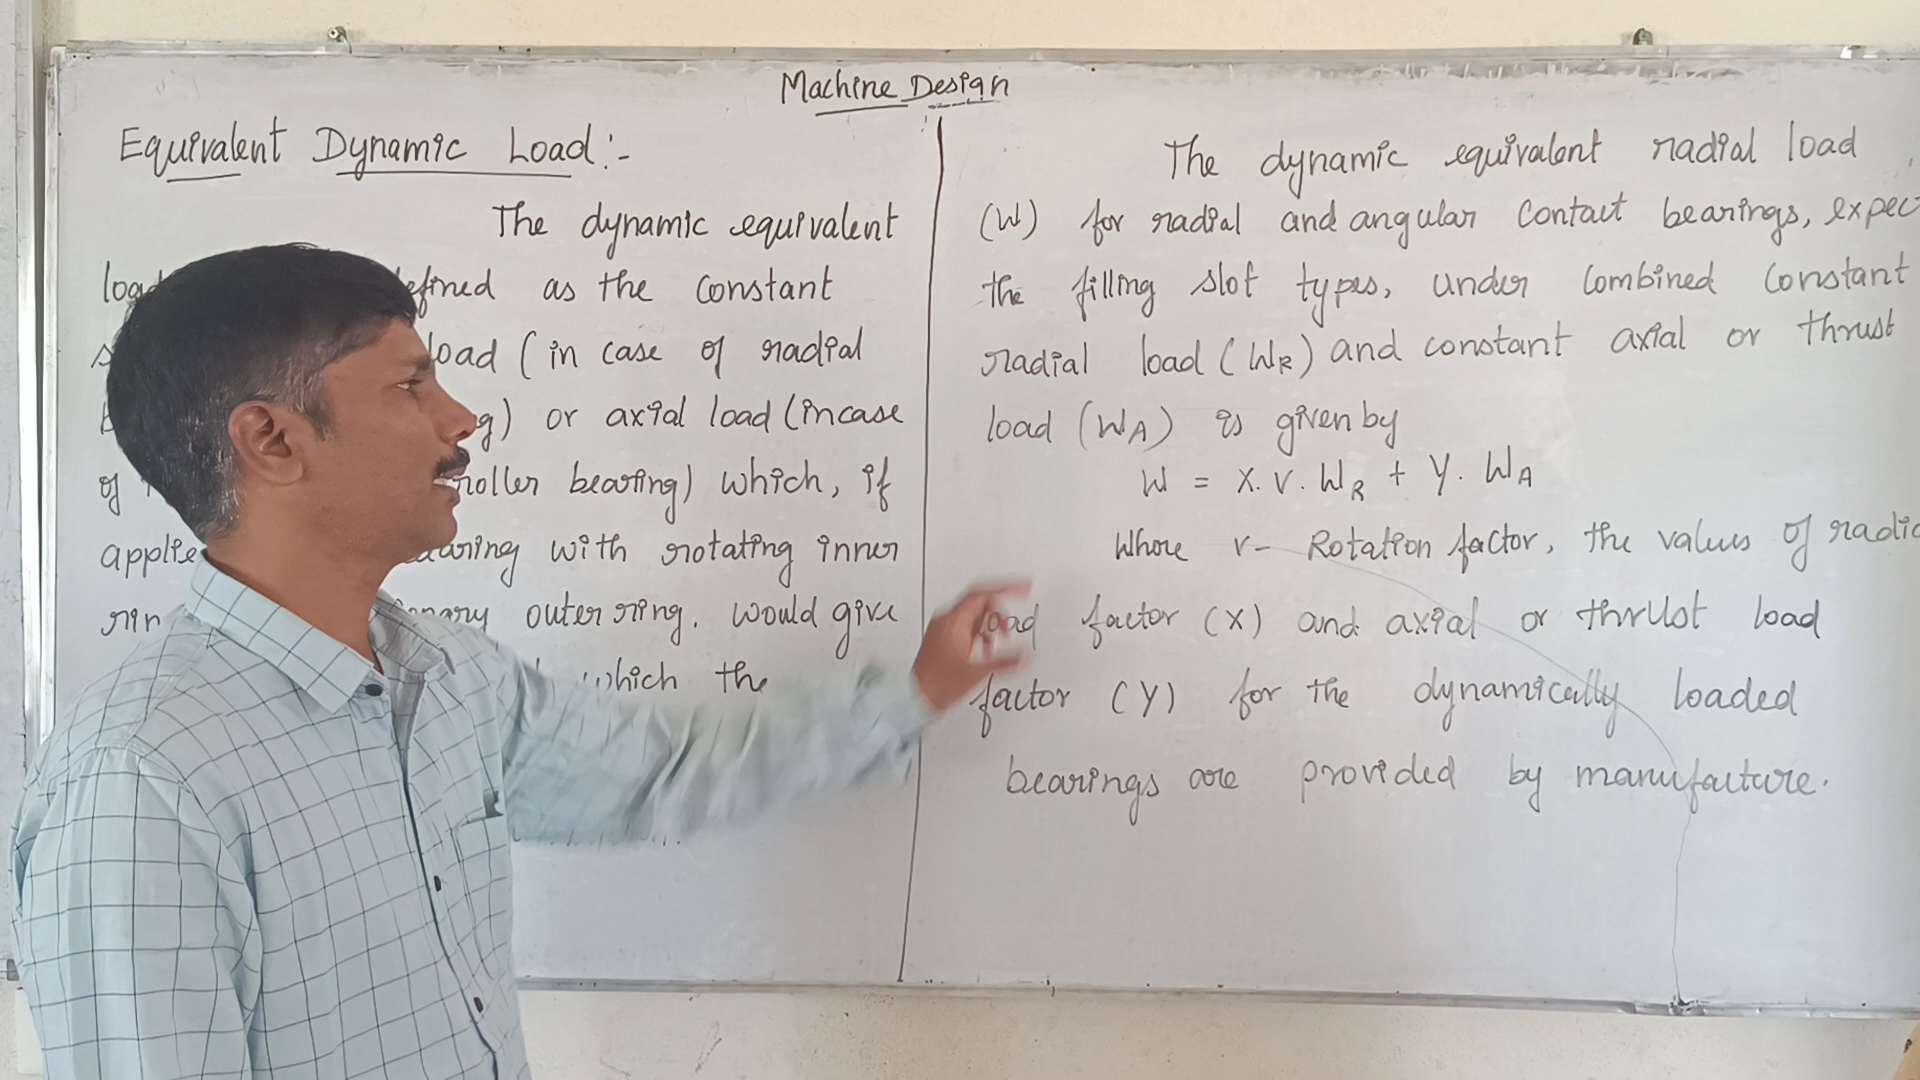 Machine Design
Equivalent Dynamic Load:-
The dynamic equivalent
as the constant
load (in case of radial
or axial load (incase
of roller bearing) which, if
with rotating inner
outer ring. would give
which the
The dynamic equivalent radial load
(W) for radial and angular contact bearings, expect
the filling slot types, under combined constant
radial load (WR) and constant axial or thrust
load (WA) is given by
W = X. V. WR + Y. WA
Where V- Rotation factor, the values of radial
load factor (X) and axial or thrust load
factor (Y) for the dynamically loaded
bearings are provided by manufacture.